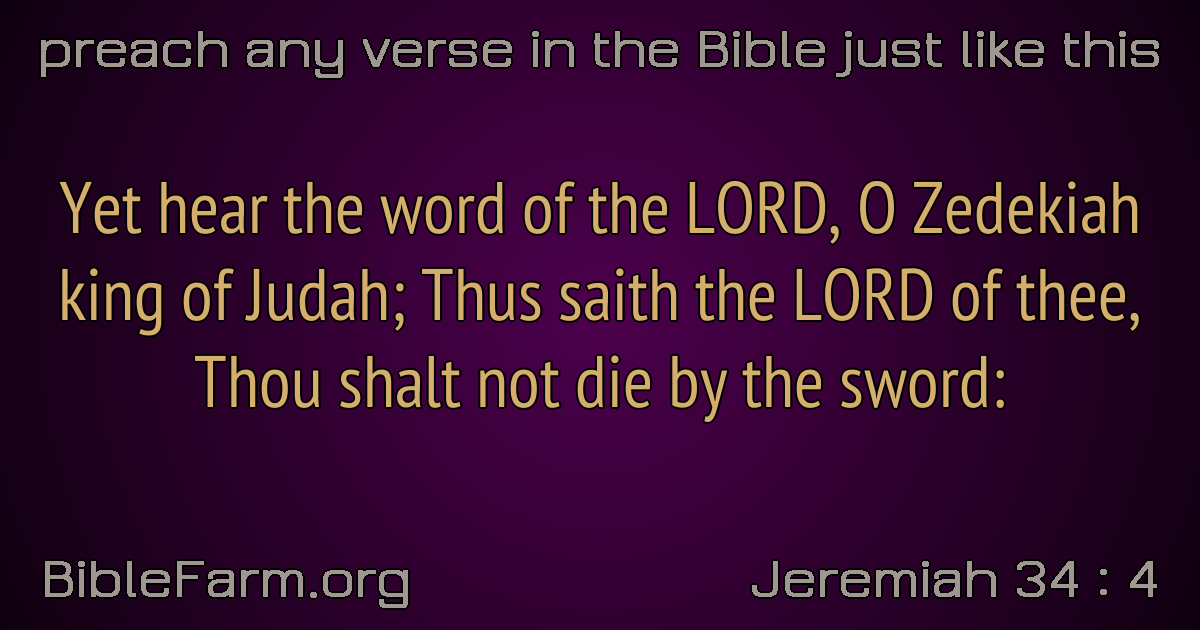 preach any verse in the Bible just like this
Yet hear the word of the LORD, O Zedekiah
king of Judah; Thus saith the LORD of thee,
Thou shalt not die by the sword:
BibleFarm.org
Jeremiah 34 : 4